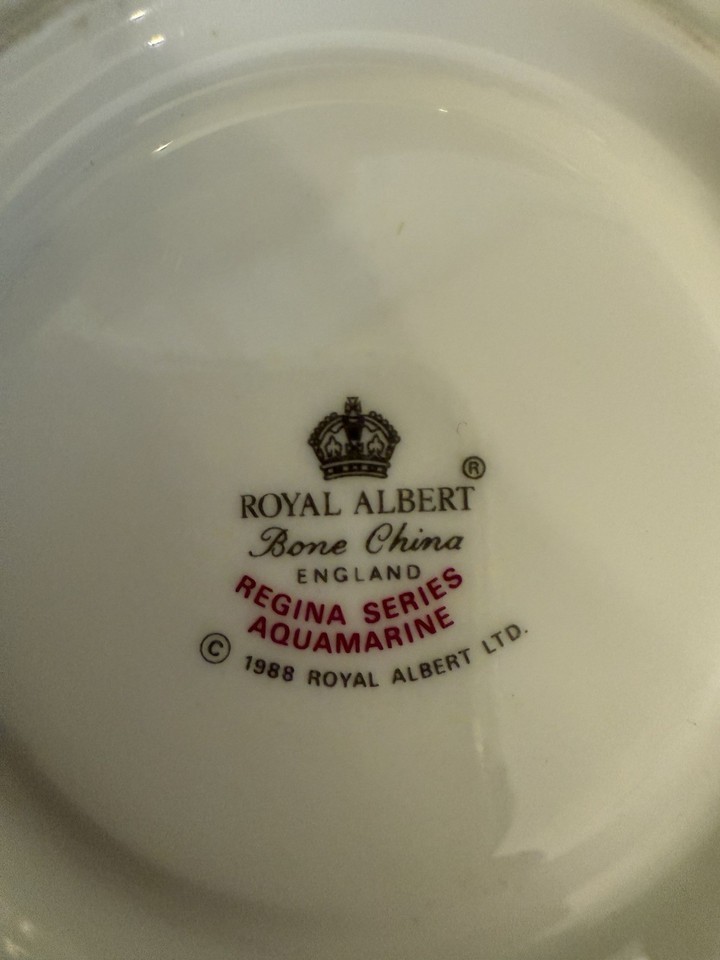 ®
ROYAL ALBERT
Bone China
ENGLAND
REGINA SERIES
AQUAMARINE
© 1988 ROYAL ALBERT LTD.